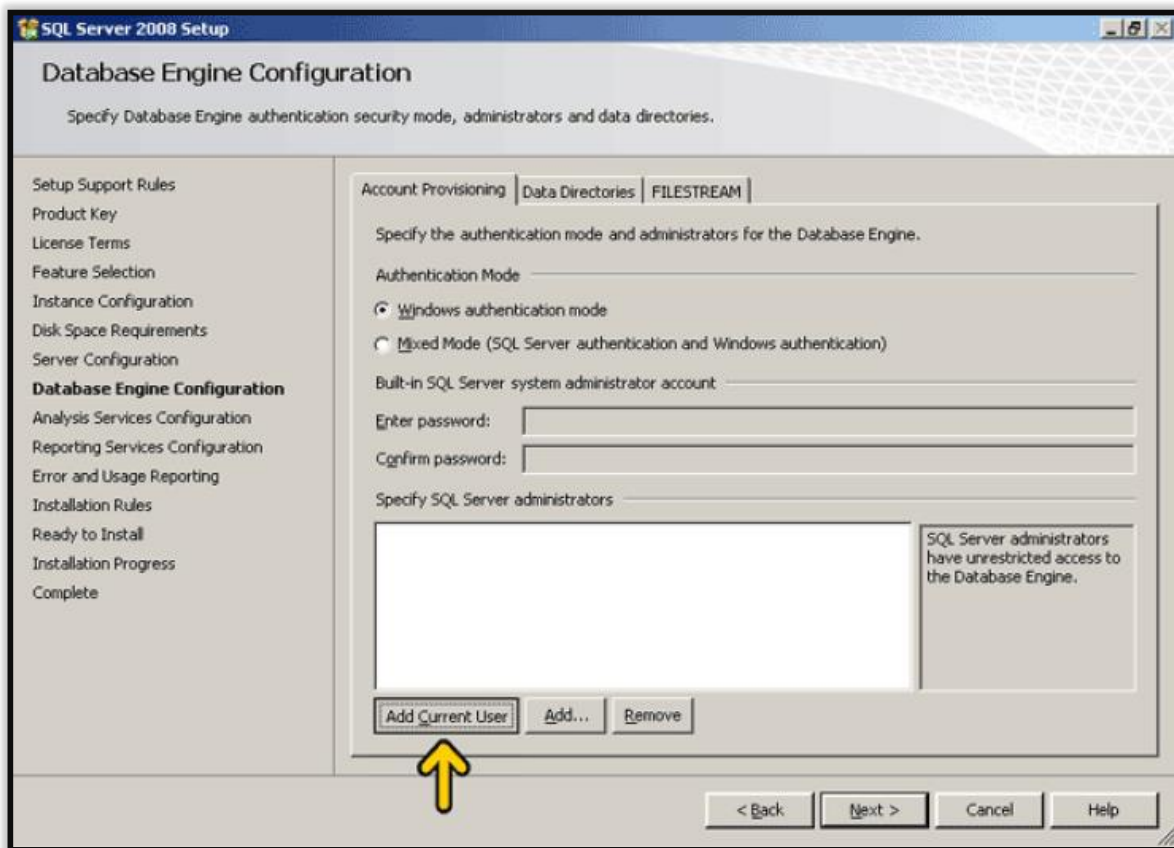 SQL Server 2008 Setup
Database Engine Configuration
Specify Database Engine authentication security mode, administrators and data directories.
Setup Support Rules
Product Key
License Terms
Feature Selection
Instance Configuration
Disk Space Requirements
Server Configuration
Database Engine Configuration
Analysis Services Configuration
Reporting Services Configuration
Error and Usage Reporting
Installation Rules
Ready to Install
Installation Progress
Complete
Account Provisioning Data Directories FILESTREAM
Specify the authentication mode and administrators for the Database Engine.
Authentication Mode
Windows authentication mode
Mixed Mode (SQL Server authentication and Windows authentication)
Built-in SQL Server system administrator account
Enter password:
Confirm password:
Specify SQL Server administrators
SQL Server administrators
have unrestricted access to
the Database Engine.
Add Current User Add... Remove
< Back Next > Cancel Help